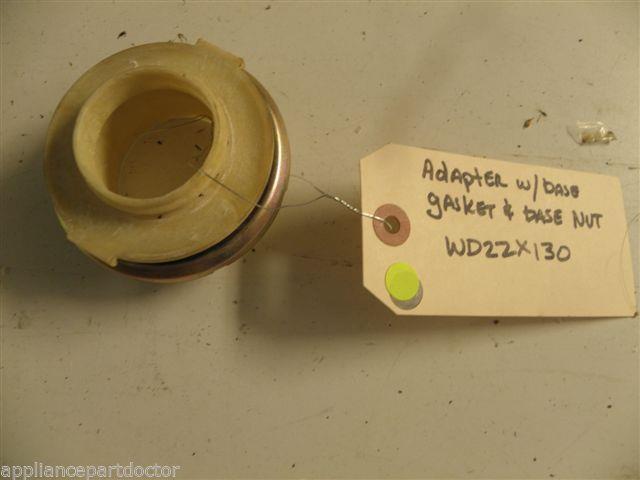 Adapter w/ base
gasket & base nut
WD22X130
appliancepartdoctor